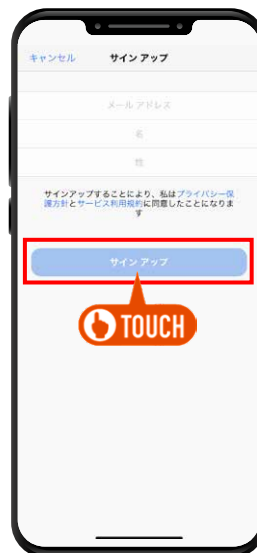 キャンセル サイン アップ
メール アドレス
名
姓
サインアップすることにより、私はプライバシー保
護方針とサービス利用規約に同意したことになりま
す
サイン アップ
TOUCH